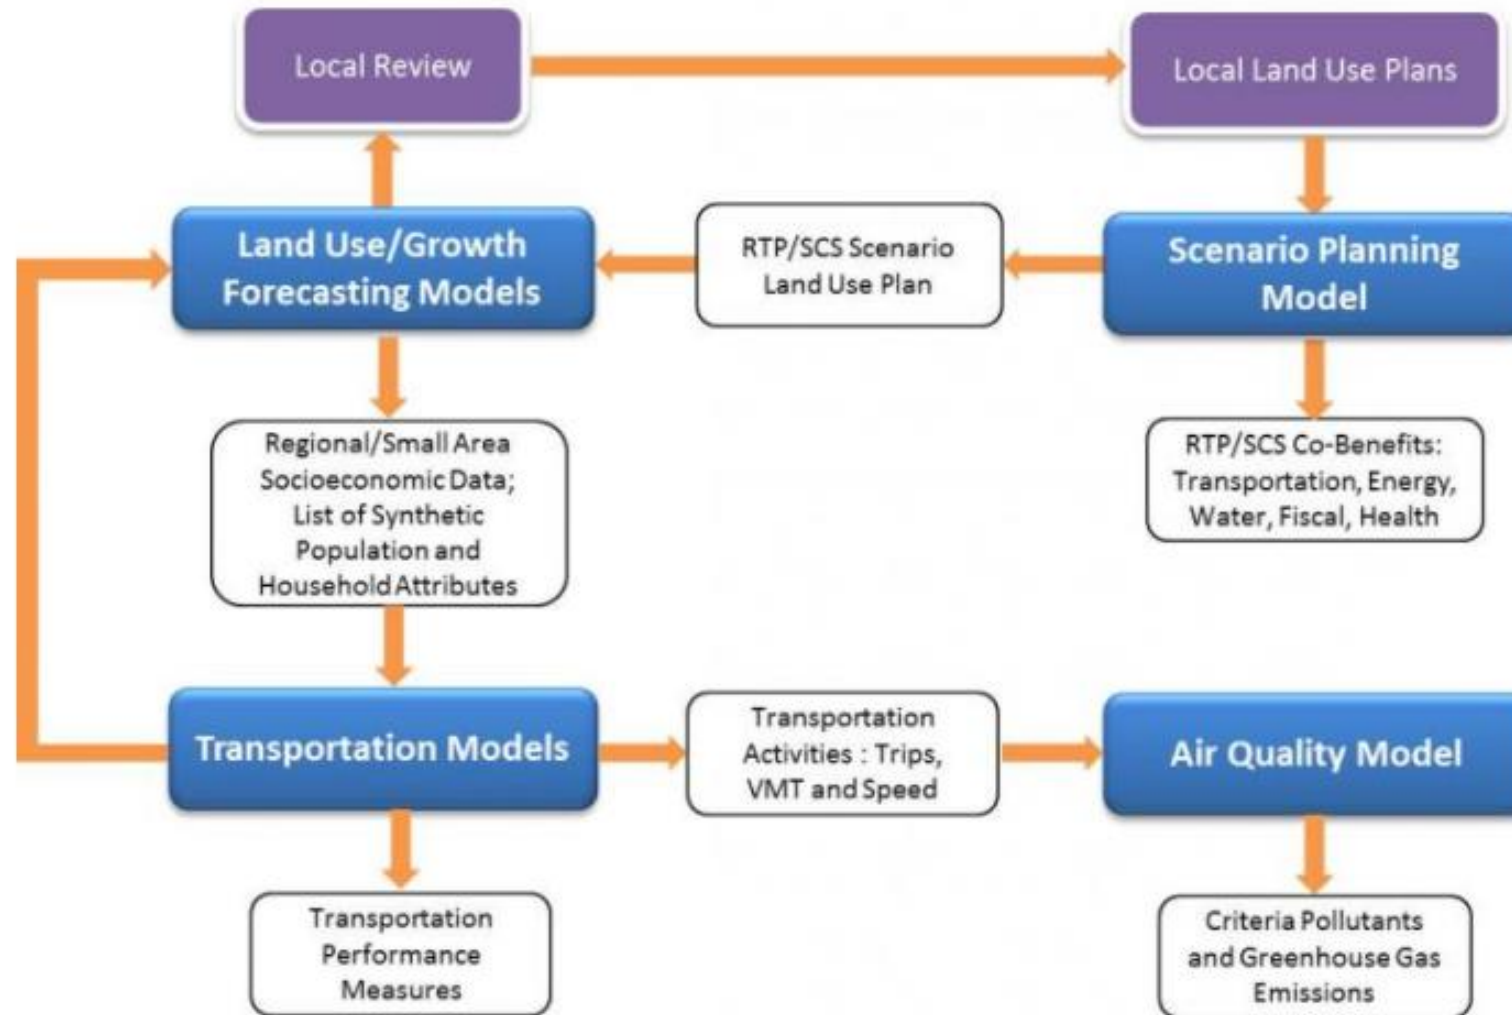 Local Review
Local Land Use Plans
Land Use/Growth
Forecasting Models
RTP/SCS Scenario
Land Use Plan
Scenario Planning
Model
Regional/Small Area
Socioeconomic Data;
List of Synthetic
Population and
Household Attributes
RTP/SCS Co-Benefits:
Transportation, Energy,
Water, Fiscal, Health
Transportation Models
Transportation
Activities : Trips,
VMT and Speed
Air Quality Model
Transportation
Performance
Measures
Criteria Pollutants
and Greenhouse Gas
Emissions